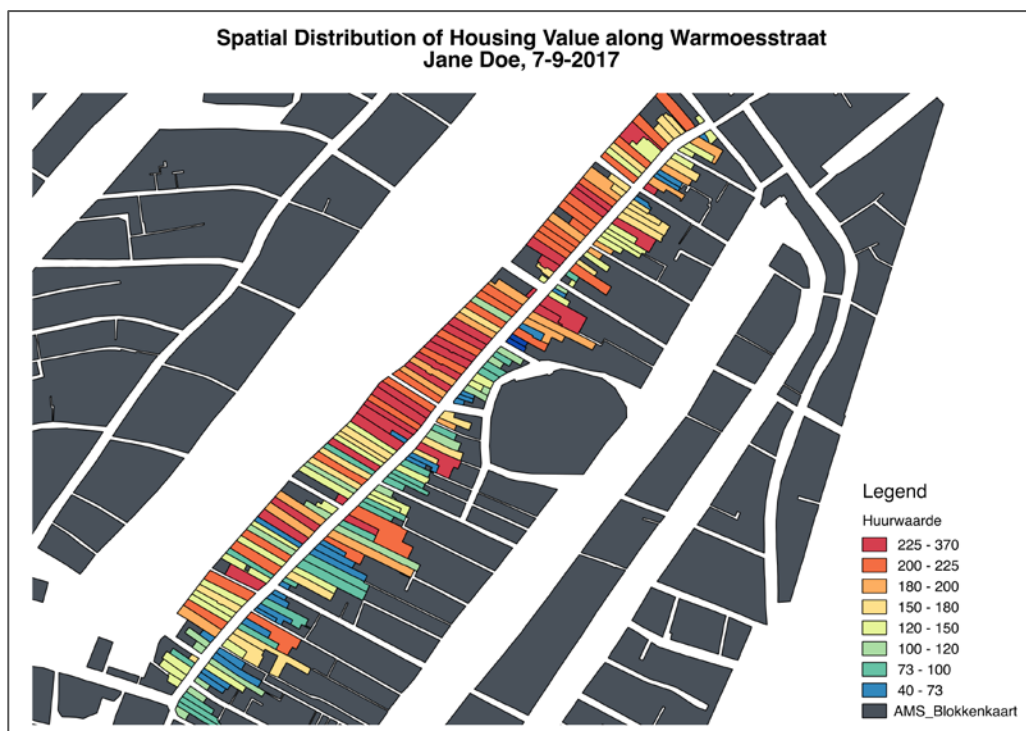 Spatial Distribution of Housing Value along Warmoesstraat
Jane Doe, 7-9-2017
Legend
Huurwaarde
225 - 370
200 - 225
180 - 200
150 - 180
120 - 150
100 - 120
73 - 100
40 - 73
AMS_Blokkenkaart